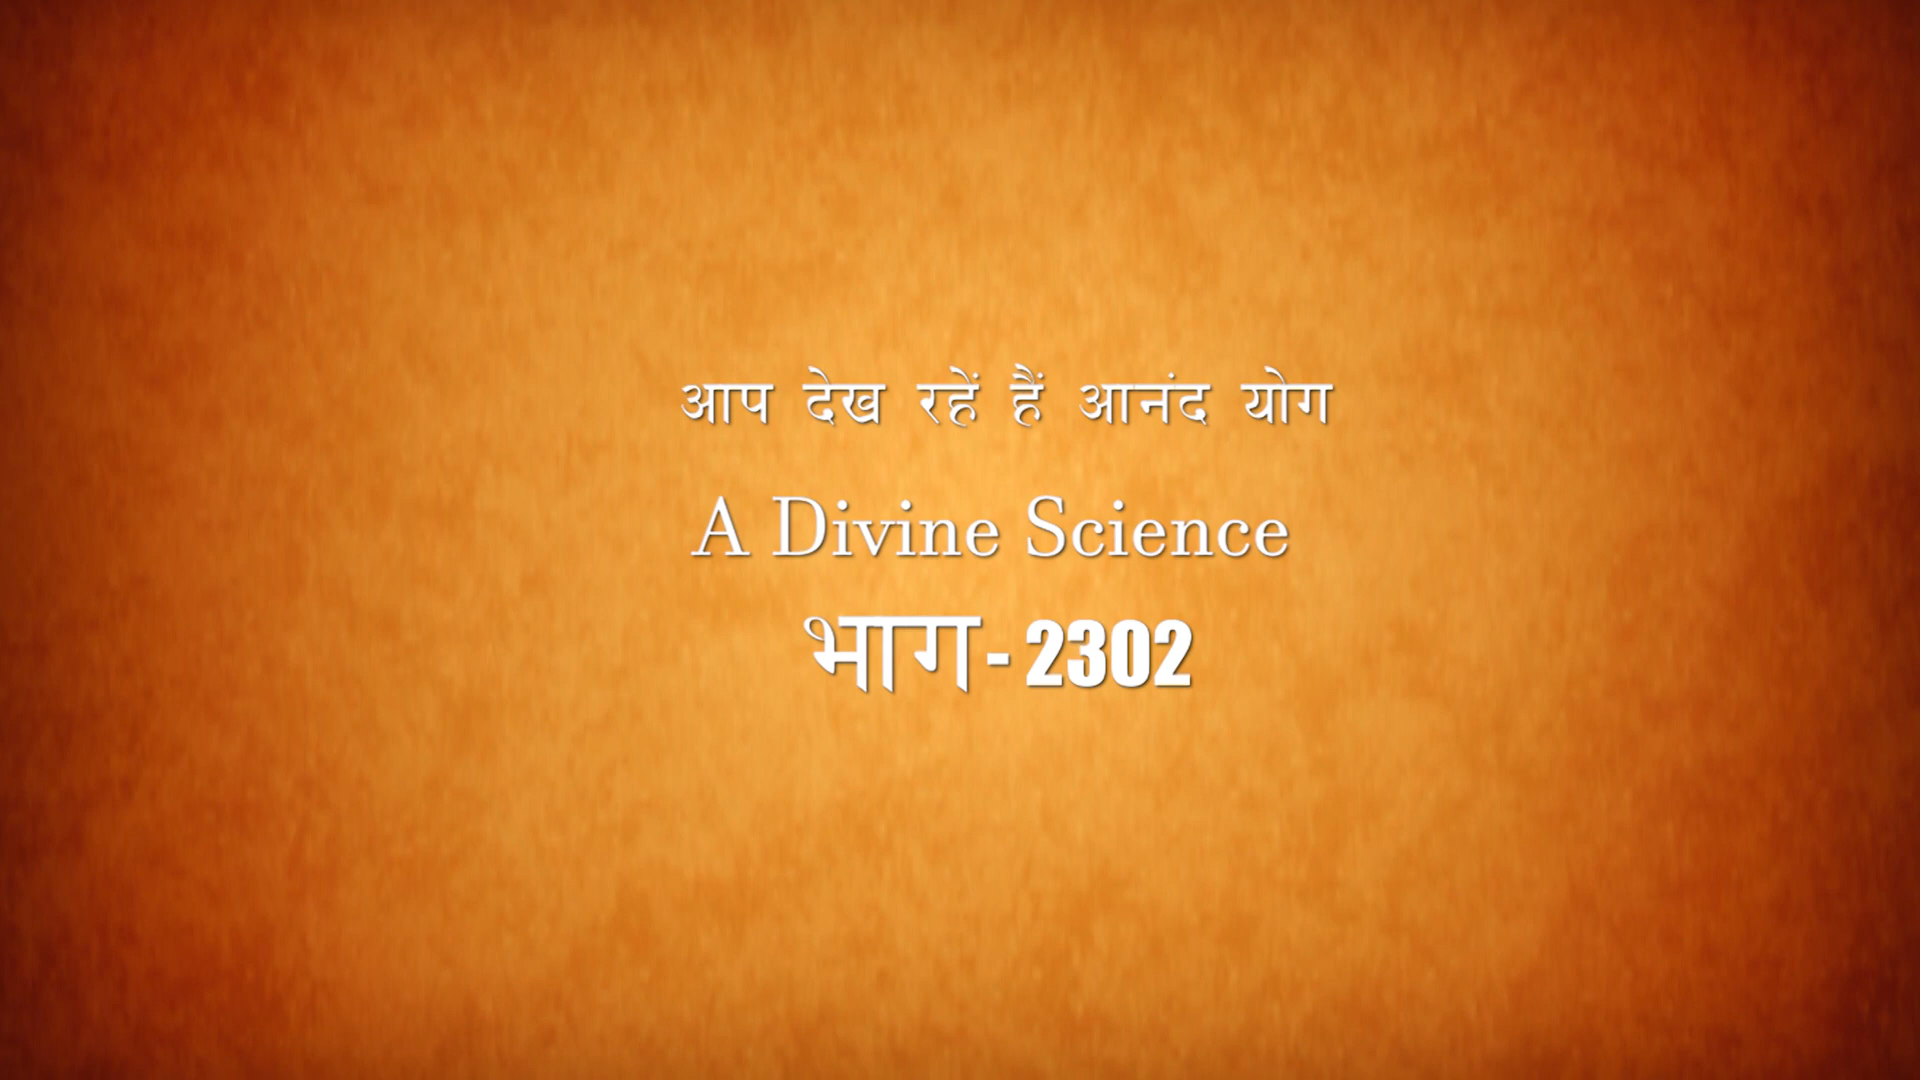 आप देख रहें हैं आनंद योग
A Divine Science
भाग- 2302